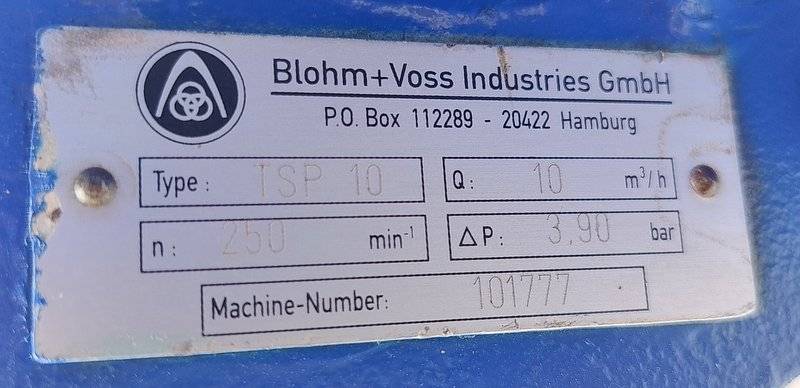 Blohm+Voss Industries GmbH
P.O. Box 112289 - 20422 Hamburg
Type: TSP 10 Q: 10 m³/h
n: 250 min⁻¹ ΔP: 3,90 bar
Machine-Number: 101777